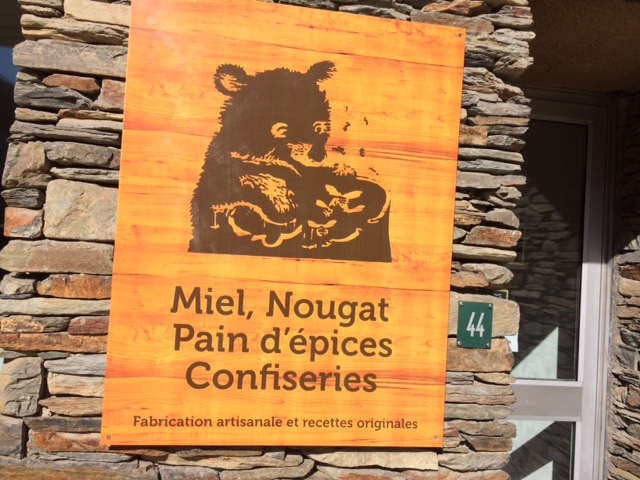 Miel, Nougat
Pain d'épices
Confiseries
Fabrication artisanale et recettes originales
44